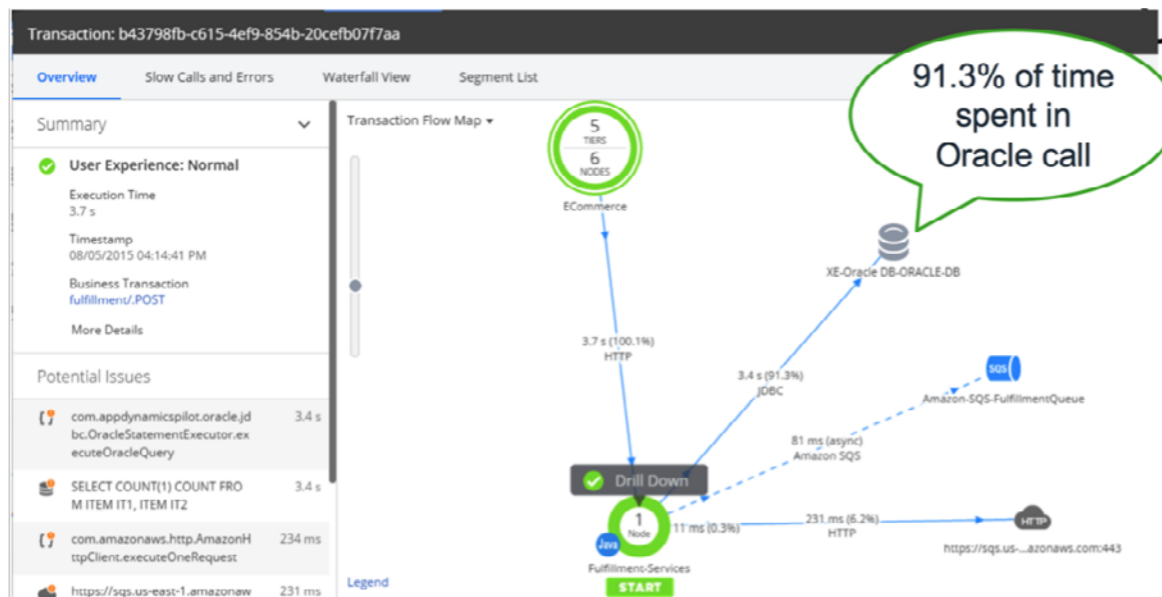 Transaction: b43798fb-c615-4ef9-854b-20cefb07f7aa
Overview
Slow Calls and Errors
Waterfall View
Segment List
91.3% of time
spent in
Oracle call
Summary
User Experience: Normal
Execution Time
3.7 s
Timestamp
08/05/2015 04:14:41 PM
Business Transaction
fulfillment/.POST
More Details
Potential Issues
com.appdynamicspilot.oracle.jd
bc.OracleStatementExecutor.ex
ecuteOracleQuery
3.4 s
SELECT COUNT(1) COUNT FRO
M ITEM IT1, ITEM IT2
3.4 s
com.amazonaws.http.AmazonH
ttpClient.executeOneRequest
234 ms
https://sqs.us-east-1.amazonaw
231 ms
Transaction Flow Map
5
TIERS
6
NODES
ECommerce
XE-Oracle DB-ORACLE-DB
3.7 s (100.1%)
HTTP
3.4 s (91.3%)
JDBC
SQS
Amazon-SQS-FulfillmentQueue
81 ms (async)
Amazon SQS
Drill Down
1
Node
Java
11 ms (0.3%)
231 ms (6.2%)
HTTP
HTTP
https://sqs.us-...azonaws.com:443
Fulfillment-Services
START
Legend